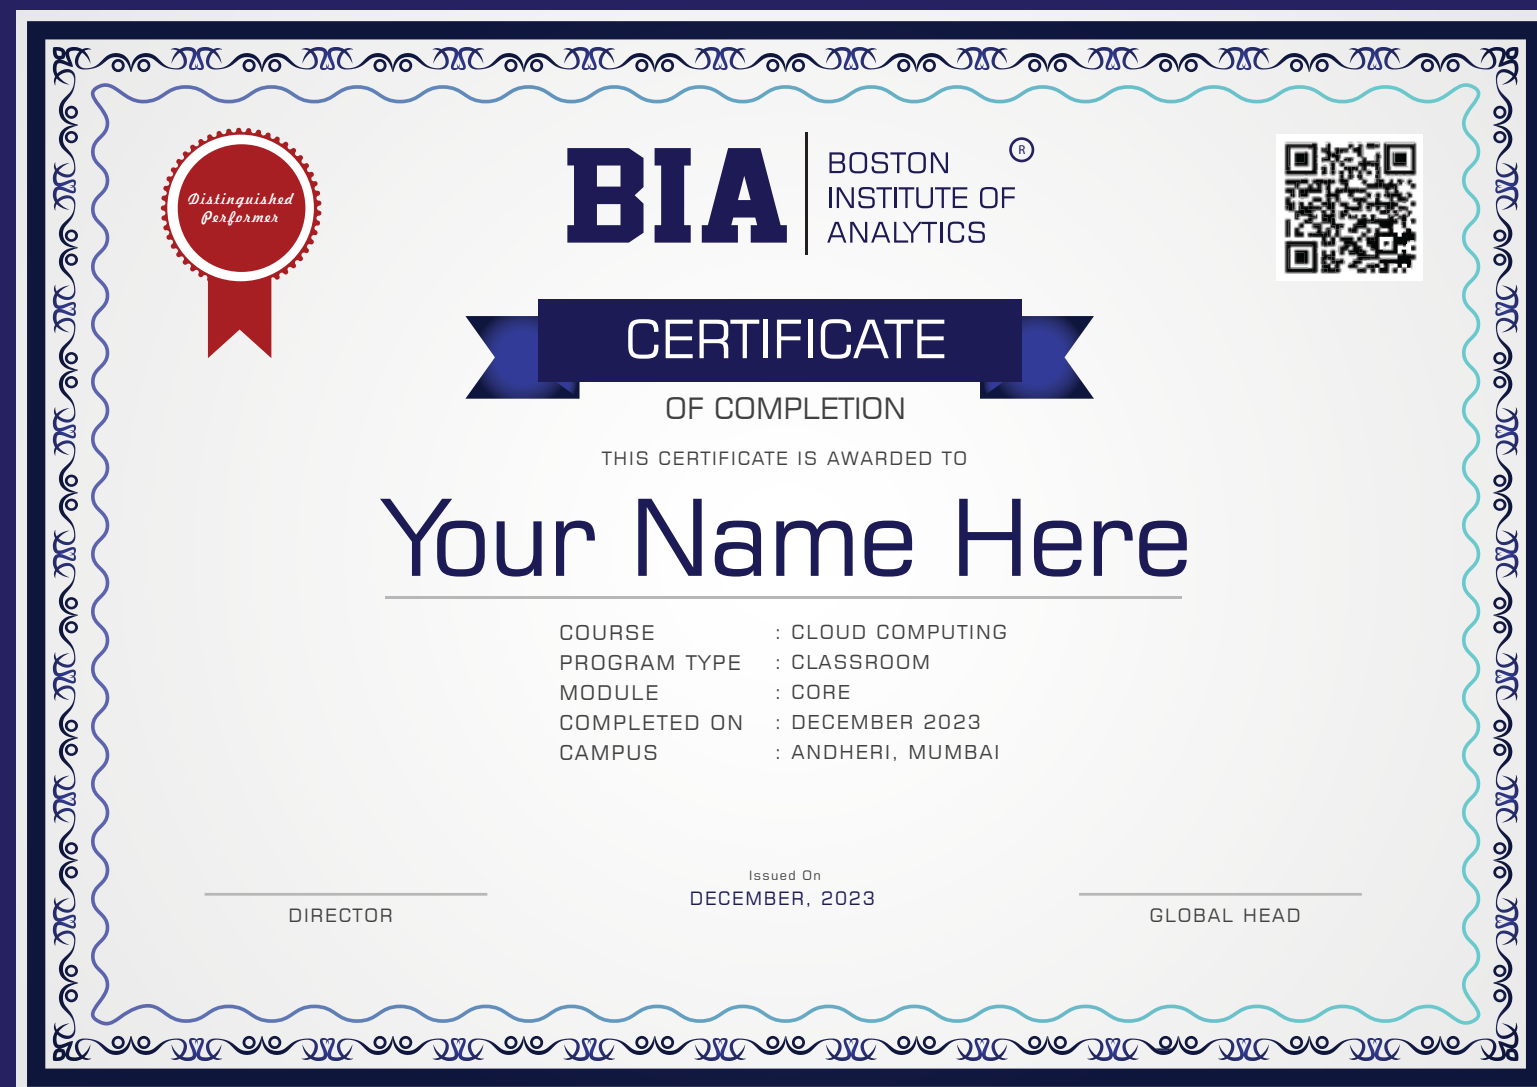 Distinguished
Performer
BIA
BOSTON
INSTITUTE OF
ANALYTICS
®
CERTIFICATE
OF COMPLETION
THIS CERTIFICATE IS AWARDED TO
Your Name Here
COURSE : CLOUD COMPUTING
PROGRAM TYPE : CLASSROOM
MODULE : CORE
COMPLETED ON : DECEMBER 2023
CAMPUS : ANDHERI, MUMBAI
Issued On
DECEMBER, 2023
DIRECTOR
GLOBAL HEAD